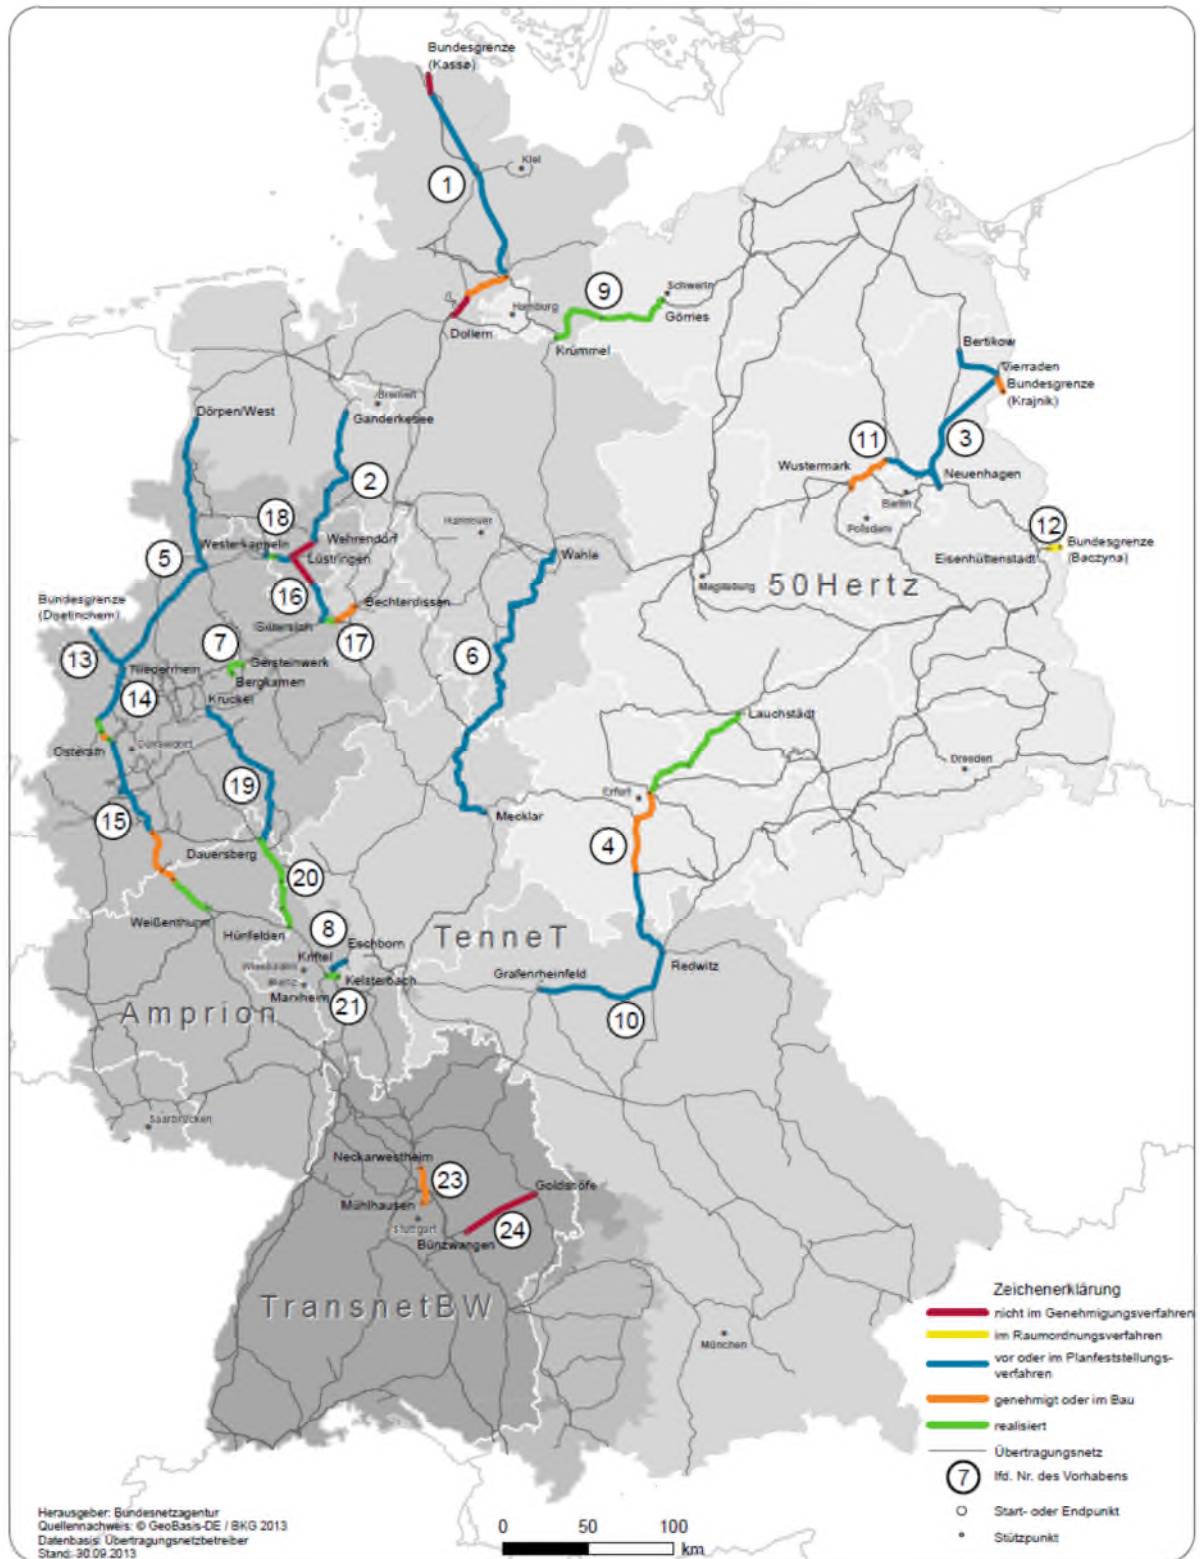 Bundesgrenze
(Kassø)
Kiel
1
9
Schwerin
Hamburg
Görries
Dollern
Krümmel
Bertikow
Vierraden
Bundesgrenze
(Krajnik)
Bremen
Dörpen/West
Ganderkesee
11
3
Wustermark
Neuenhagen
2
Berlin
18
Hannover
Potsdam
12
Westerkappeln
Wehrendorf
Bundesgrenze
(Baczyna)
Lüstringen
Wahle
Eisenhüttenstadt
5
Magdeburg
50Hertz
Bundesgrenze
(Doetinchem)
16
Bechterdissen
Gütersloh
17
7
6
13
Niederrhein
Gersteinwerk
Bergkamen
14
Kruckel
Lauchstädt
Osterath
Düsseldorf
Dresden
19
Erfurt
15
Mecklar
4
Dauersberg
20
Weißenthurm
Hünfelden
8
TenneT
Eschborn
Kriftel
Redwitz
Wiesbaden
Grafenrheinfeld
Kelsterbach
Mainz
Marxheim
21
Amprion
10
Saarbrücken
Neckarwestheim
23
Goldshöfe
Mühlhausen
Stuttgart
24
Bünzwangen
TransnetBW
München
Zeichenerklärung
nicht im Genehmigungsverfahren
im Raumordnungsverfahren
vor oder im Planfeststellungs-
verfahren
genehmigt oder im Bau
realisiert
Übertragungsnetz
7 lfd. Nr. des Vorhabens
Start- oder Endpunkt
Stützpunkt
Herausgeber: Bundesnetzagentur
Quellennachweis: © GeoBasis-DE / BKG 2013
Datenbasis: Übertragungsnetzbetreiber
Stand: 30.09.2013
0 50 100
km